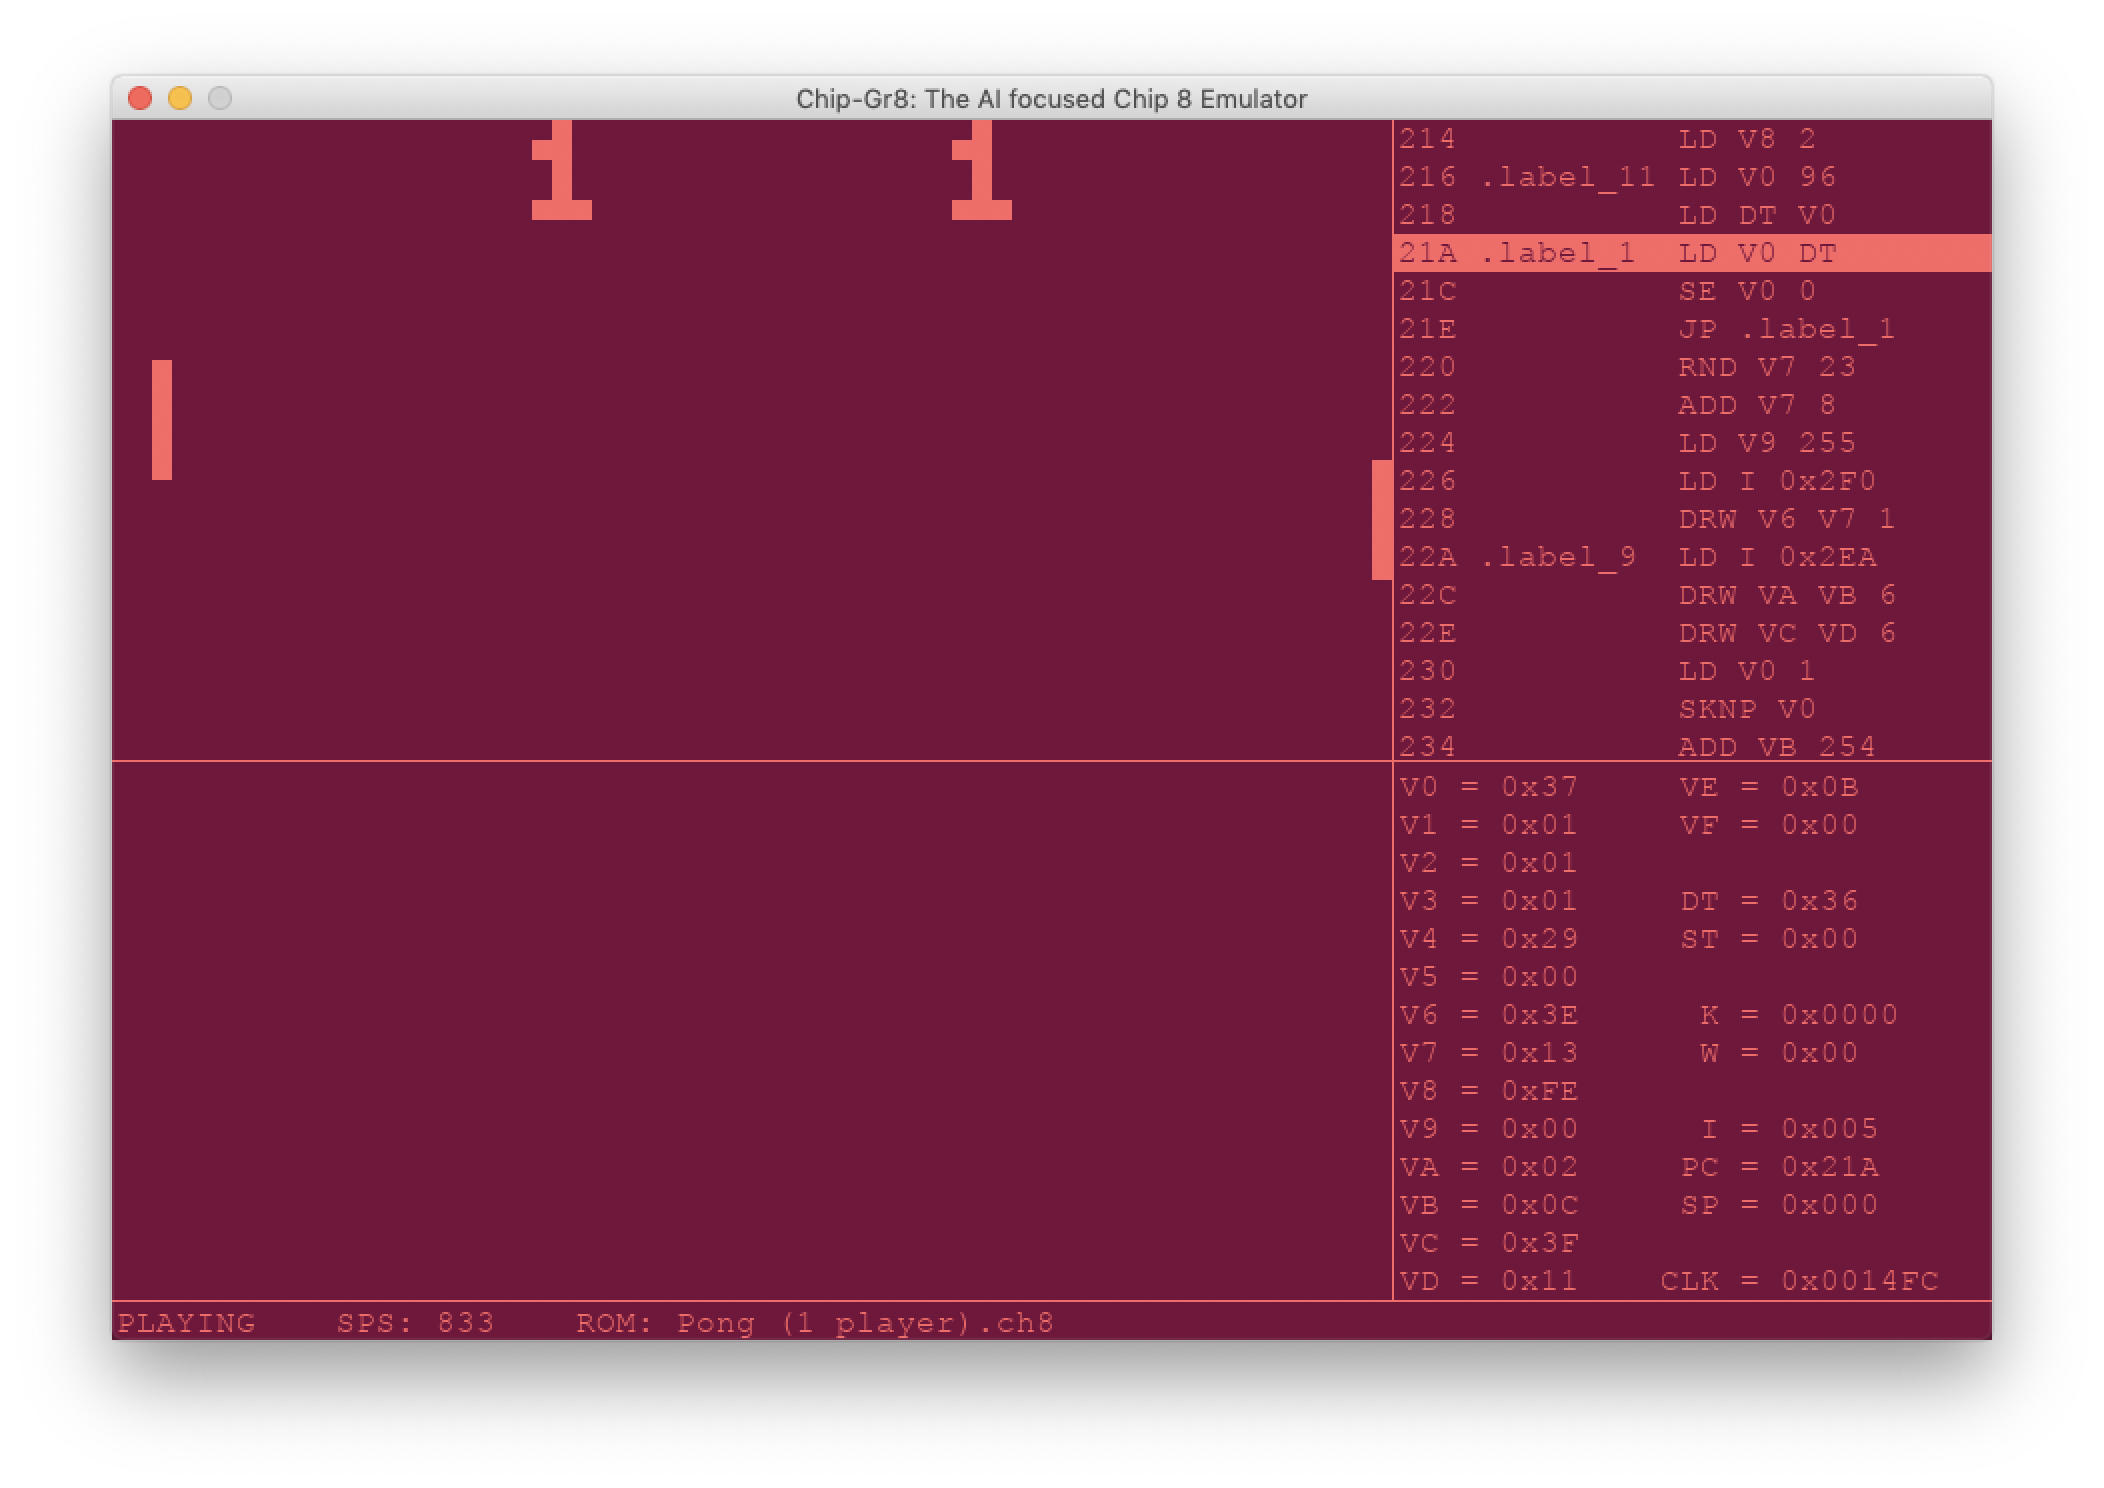 Chip-Gr8: The AI focused Chip 8 Emulator
1 1
214 LD V8 2
216 .label_11 LD V0 96
218 LD DT V0
21A .label_1 LD V0 DT
21C SE V0 0
21E JP .label_1
220 RND V7 23
222 ADD V7 8
224 LD V9 255
226 LD I 0x2F0
228 DRW V6 V7 1
22A .label_9 LD I 0x2EA
22C DRW VA VB 6
22E DRW VC VD 6
230 LD V0 1
232 SKNP V0
234 ADD VB 254
V0 = 0x37 VE = 0x0B
V1 = 0x01 VF = 0x00
V2 = 0x01
V3 = 0x01 DT = 0x36
V4 = 0x29 ST = 0x00
V5 = 0x00
V6 = 0x3E K = 0x0000
V7 = 0x13 W = 0x00
V8 = 0xFE
V9 = 0x00 I = 0x005
VA = 0x02 PC = 0x21A
VB = 0x0C SP = 0x000
VC = 0x3F
VD = 0x11 CLK = 0x0014FC
PLAYING SPS: 833 ROM: Pong (1 player).ch8